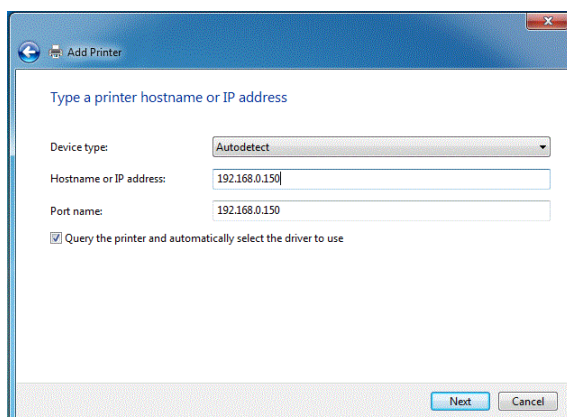 Add Printer
Type a printer hostname or IP address
Device type: Autodetect
Hostname or IP address: 192.168.0.150
Port name: 192.168.0.150
Query the printer and automatically select the driver to use
Next Cancel